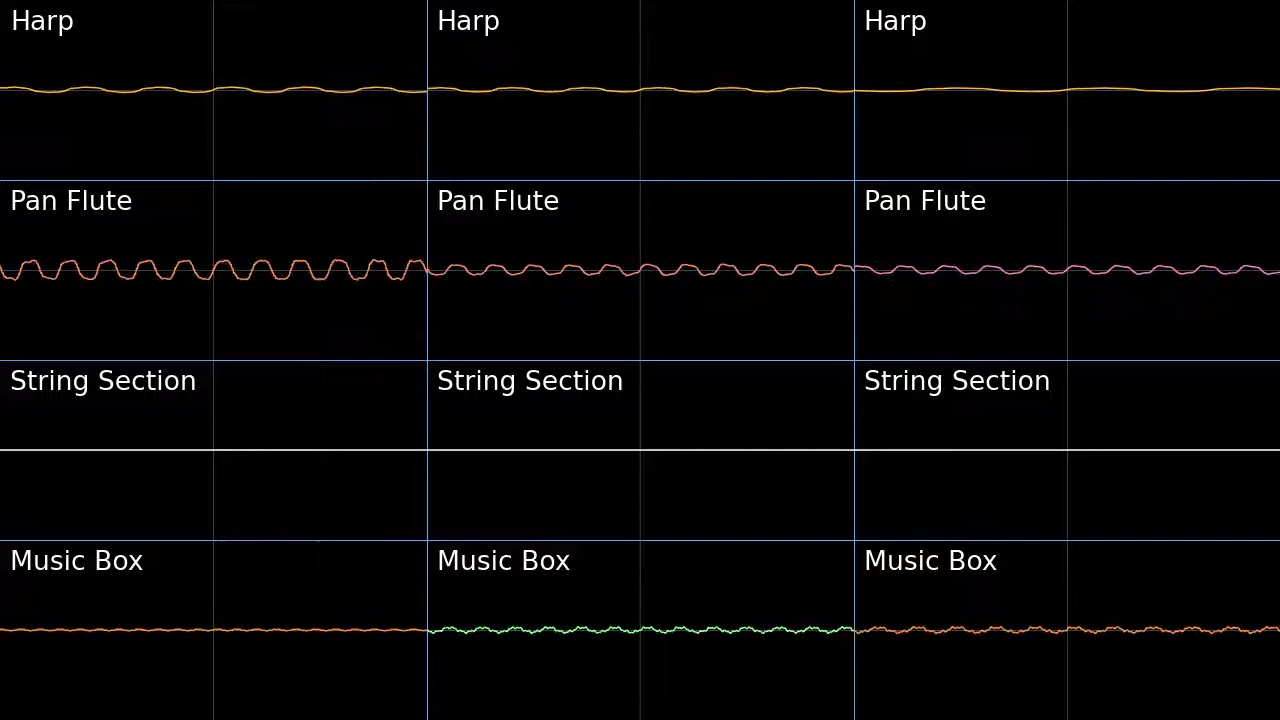 Harp
Harp
Harp
Pan Flute
Pan Flute
Pan Flute
String Section
String Section
String Section
Music Box
Music Box
Music Box